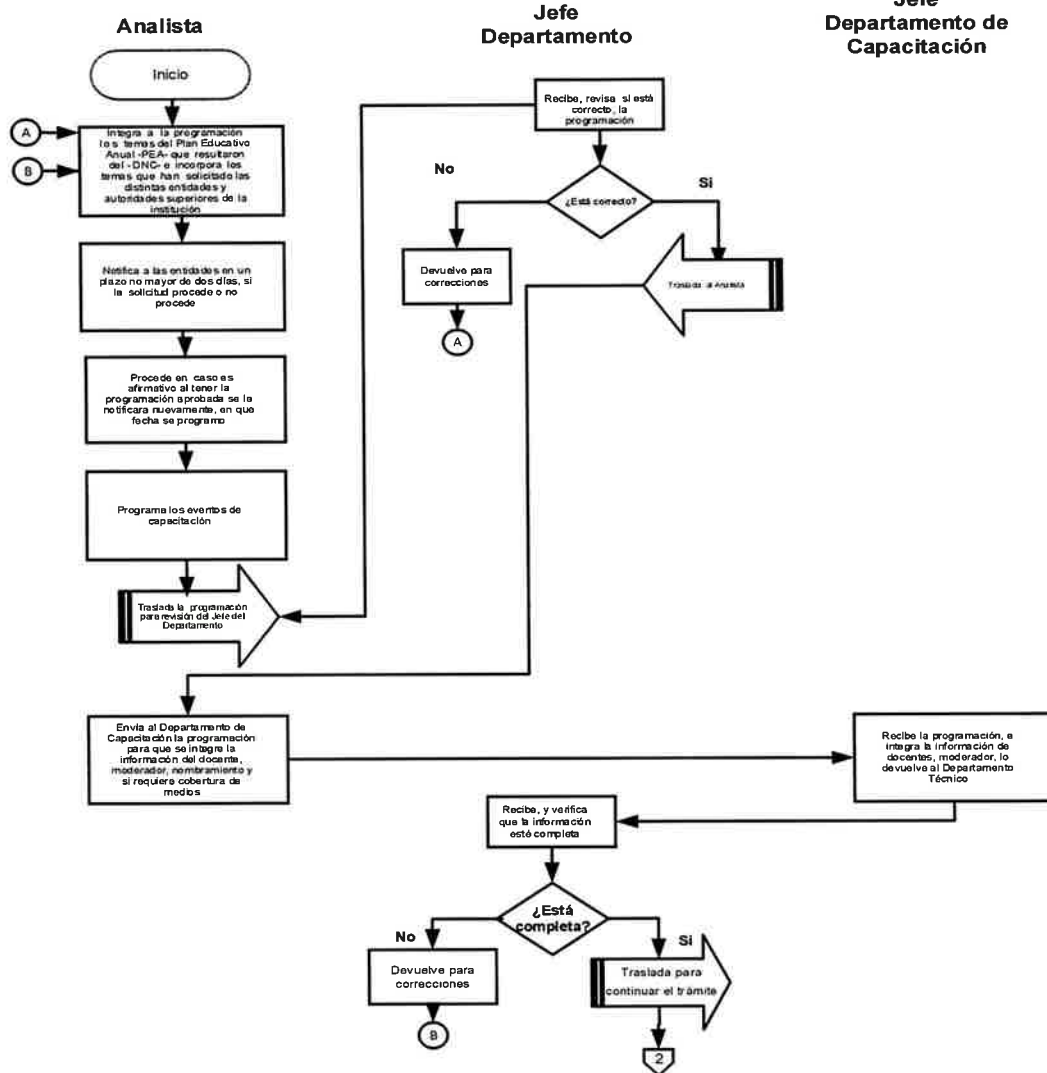 Analista
Jefe
Departamento
Jefe
Departamento de
Capacitación
Inicio
A
B
Integra a la programación
los temas del Plan Educativo
Anual -PEA- que resultaron
del -DNC- e incorpora los
temas que han solicitado las
distintas entidades y
autoridades superiores de la
institución
Notifica a las entidades en un
plazo no mayor de dos días, si
la solicitud procede o no
procede
Procede en caso es
afirmativo al tener la
programación aprobada se le
notificara nuevamente, en que
fecha se programo
Programa los eventos de
capacitación
Traslada la programación
para revisión del Jefe del
Departamento
Recibe, revisa si está
correcto, la
programación
No
Si
¿Está correcto?
Devuelve para
correcciones
A
Traslada al Analista
Envía al Departamento de
Capacitación la programación
para que se integre la
información del docente,
moderador, nombramiento y
si requiere cobertura de
medios
Recibe la programación, e
integra la información de
docentes, moderador, lo
devuelve al Departamento
Técnico
Recibe, y verifica
que la información
esté completa
¿Está
completa?
No
Si
Devuelve para
correcciones
B
Traslada para
continuar el trámite
2